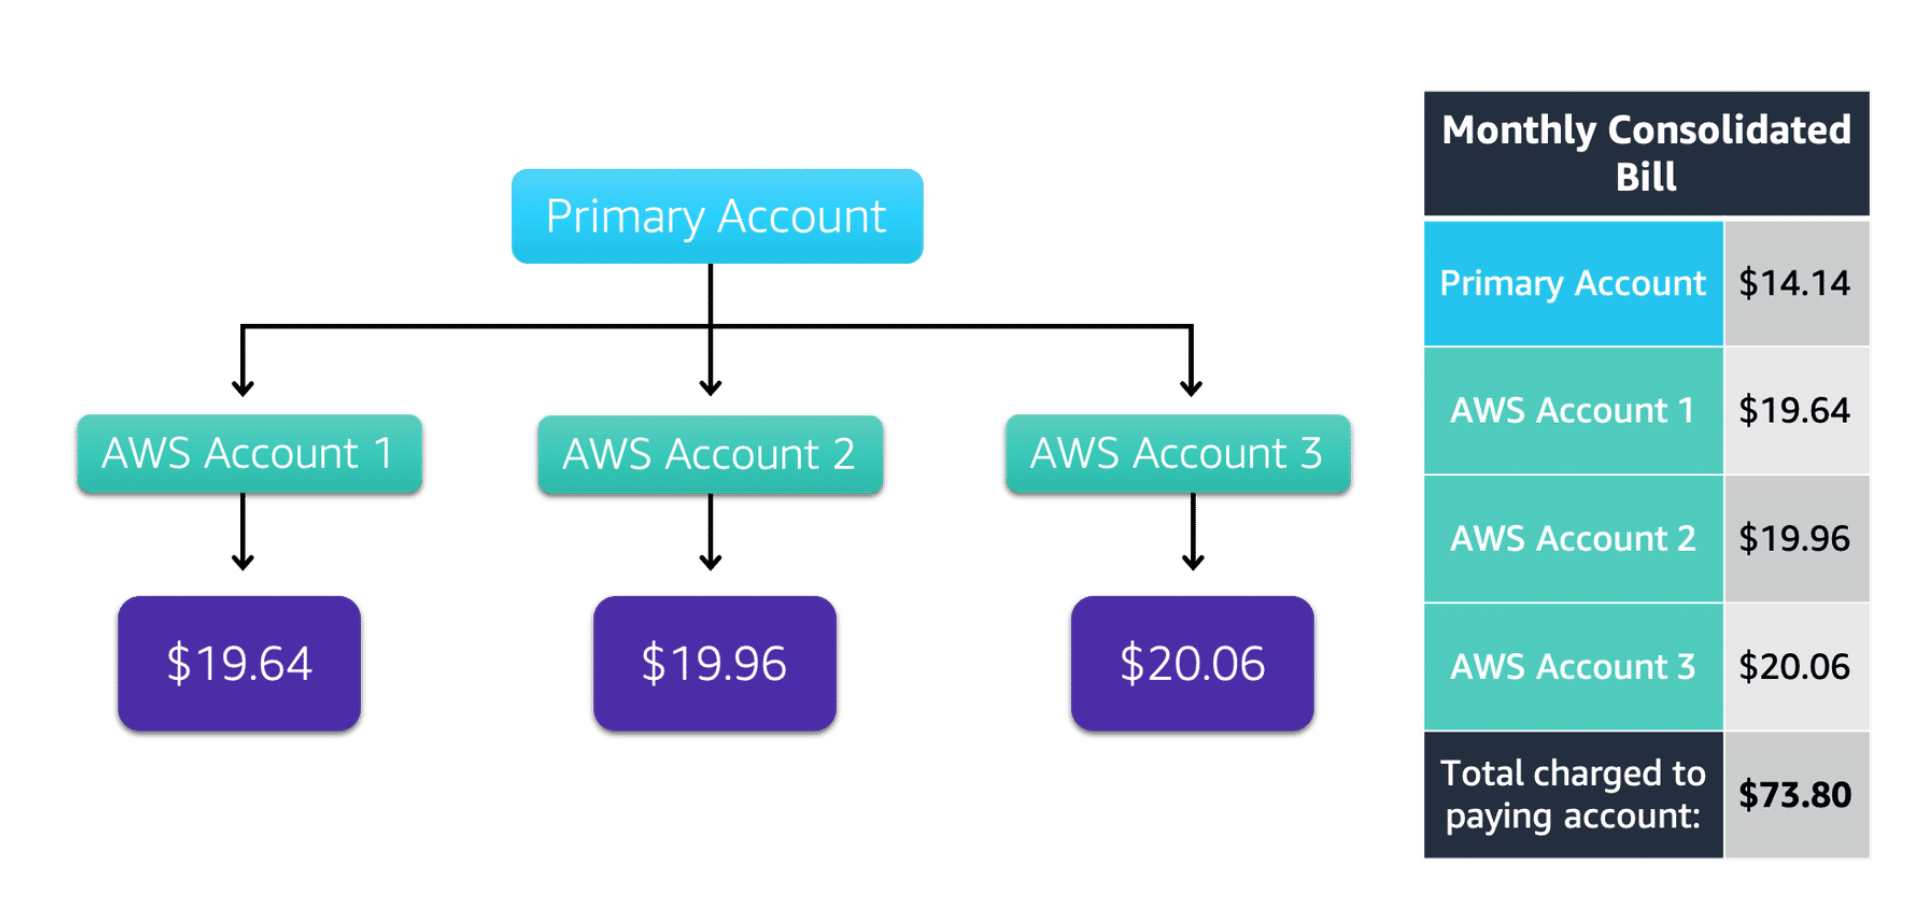 Primary Account
AWS Account 1
AWS Account 2
AWS Account 3
$19.64
$19.96
$20.06
Monthly Consolidated
Bill
Primary Account $14.14
AWS Account 1 $19.64
AWS Account 2 $19.96
AWS Account 3 $20.06
Total charged to
paying account: $73.80